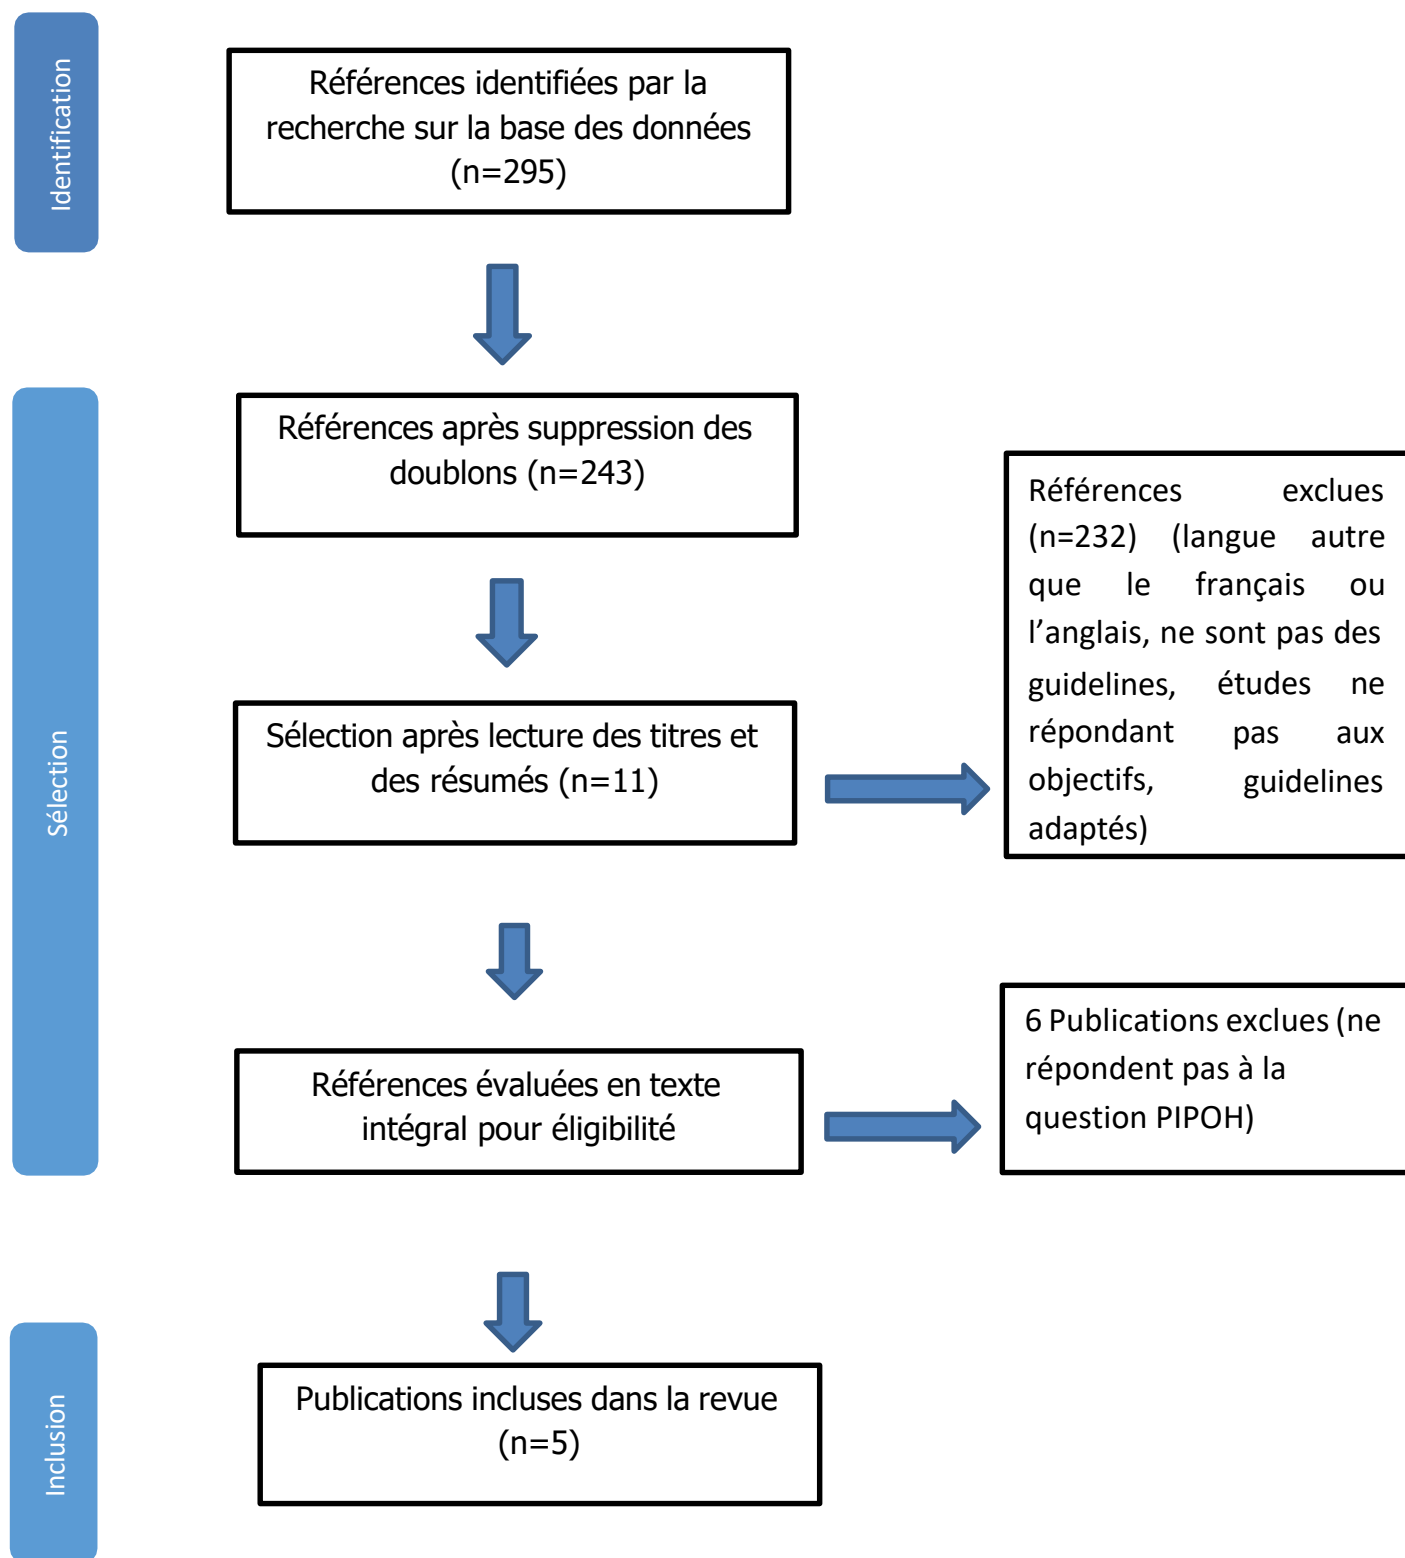 Identification
Références identifiées par la
recherche sur la base des données
(n=295)
Sélection
Références après suppression des
doublons (n=243)
Sélection après lecture des titres et
des résumés (n=11)
Références exclues
(n=232) (langue autre
que le français ou
l’anglais, ne sont pas des
guidelines, études ne
répondant pas aux
objectifs, guidelines
adaptés)
Références évaluées en texte
intégral pour éligibilité
6 Publications exclues (ne
répondent pas à la
question PIPOH)
Inclusion
Publications incluses dans la revue
(n=5)